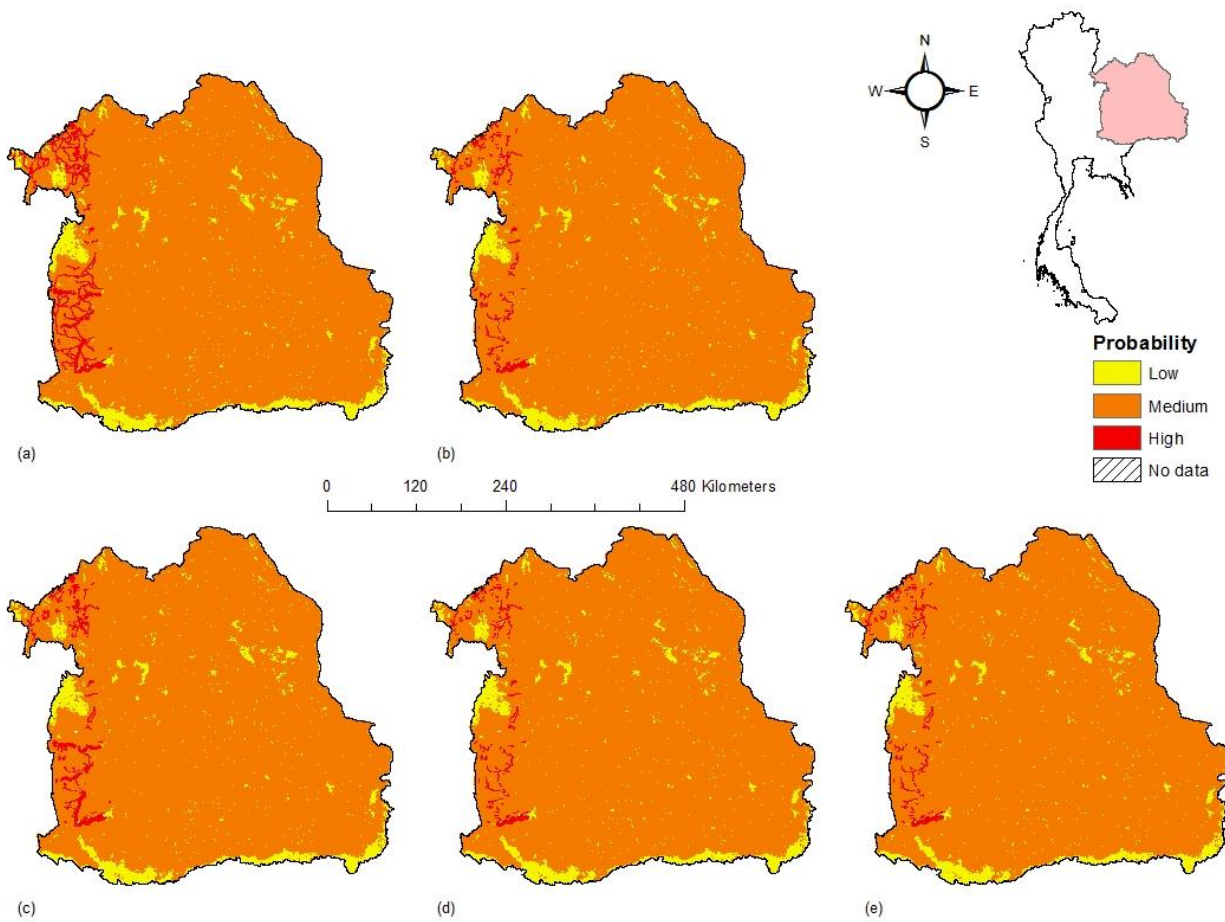 N
W E
S
Probability
Low
Medium
High
No data
(a)
(b)
0 120 240 480 Kilometers
(c)
(d)
(e)